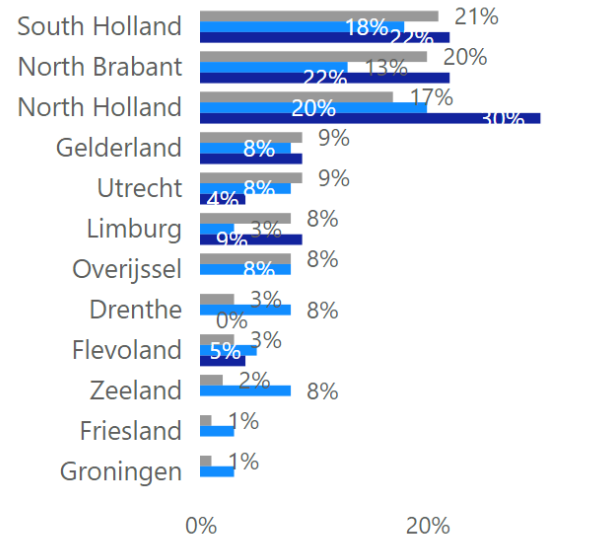 South Holland 21% 18% 22%
North Brabant 20% 13% 22%
North Holland 17% 20% 30%
Gelderland 9% 8%
Utrecht 9% 8% 4%
Limburg 8% 3% 9%
Overijssel 8% 8%
Drenthe 3% 8% 0%
Flevoland 3% 5%
Zeeland 2% 8%
Friesland 1%
Groningen 1%
0% 20%